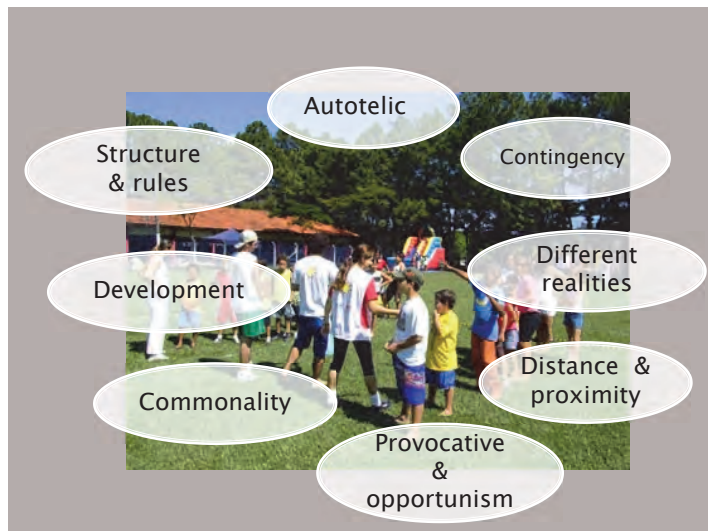 Autotelic
Structure
& rules
Contingency
Development
Different
realities
Commonality
Distance &
proximity
Provocative
&
opportunism